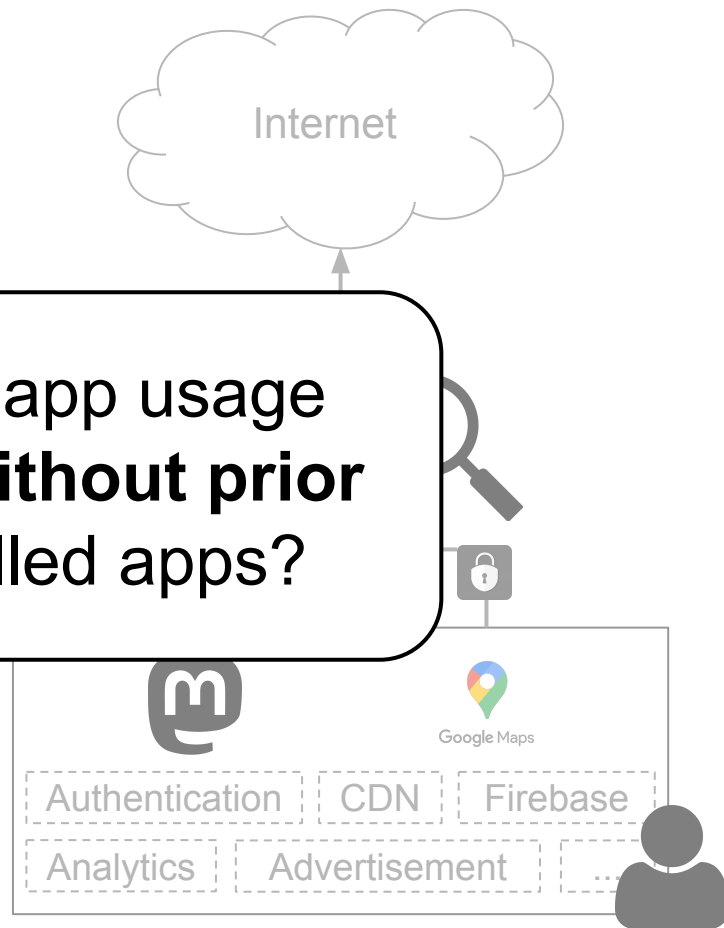 Internet
app usage
ithout prior
lled apps?
Google Maps
Authentication CDN Firebase
Analytics Advertisement ...